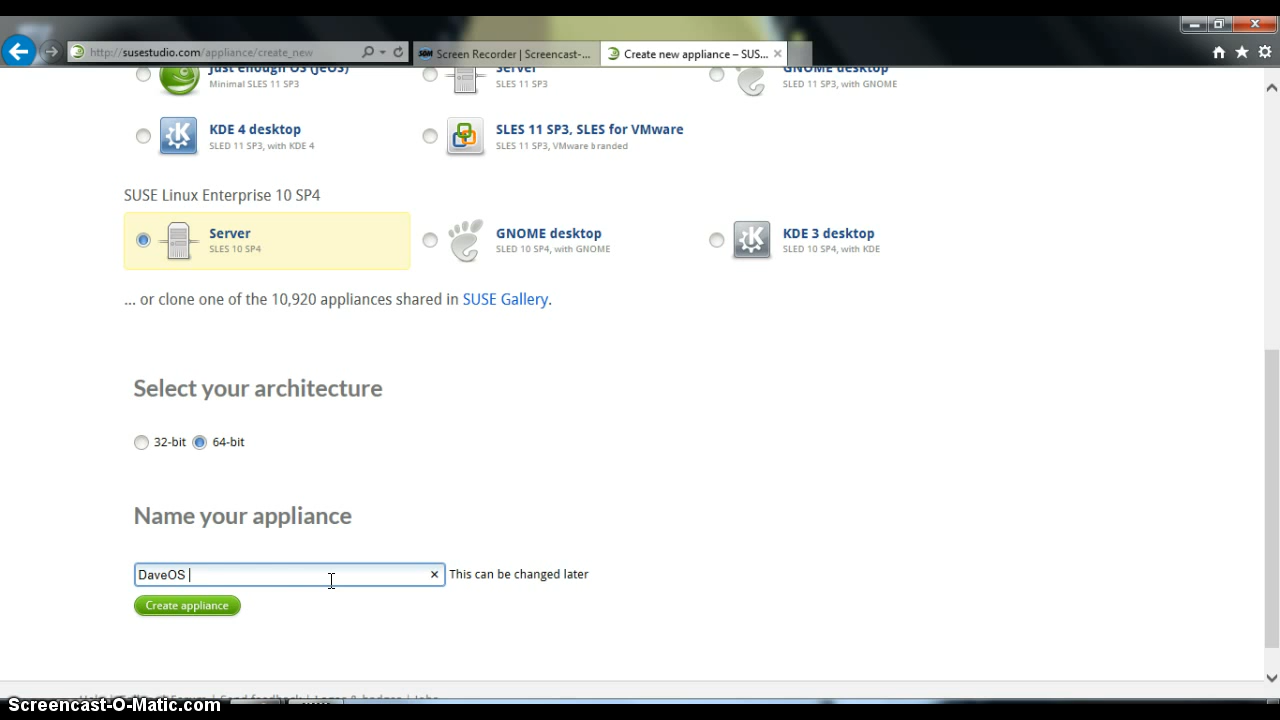 http://susestudio.com/appliance/create_new
Screen Recorder | Screencast-...
Create new appliance – SUS...
Just enough OS (JeOS)
Server
GNOME desktop
Minimal SLES 11 SP3
SLES 11 SP3
SLED 11 SP3, with GNOME
KDE 4 desktop
SLES 11 SP3, SLES for VMware
SLED 11 SP3, with KDE 4
SLES 11 SP3, VMware branded
SUSE Linux Enterprise 10 SP4
Server
GNOME desktop
KDE 3 desktop
SLES 10 SP4
SLED 10 SP4, with GNOME
SLED 10 SP4, with KDE
... or clone one of the 10,920 appliances shared in SUSE Gallery.
Select your architecture
32-bit
64-bit
Name your appliance
DaveOS
This can be changed later
Create appliance
Send feedback |
Screencast-O-Matic.com